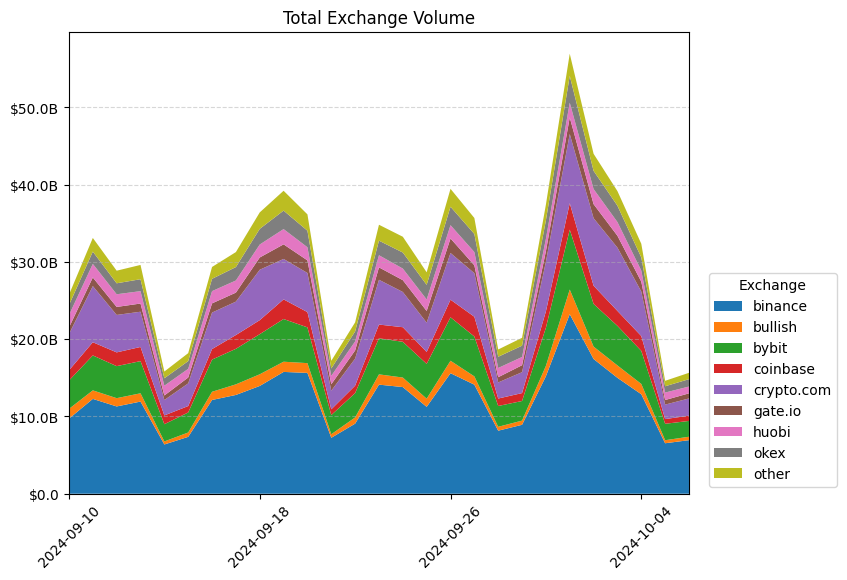 Total Exchange Volume
$50.0B
$40.0B
$30.0B
$20.0B
$10.0B
$0.0
2024-09-10
2024-09-18
2024-09-26
2024-10-04
Exchange
binance
bullish
bybit
coinbase
crypto.com
gate.io
huobi
okex
other